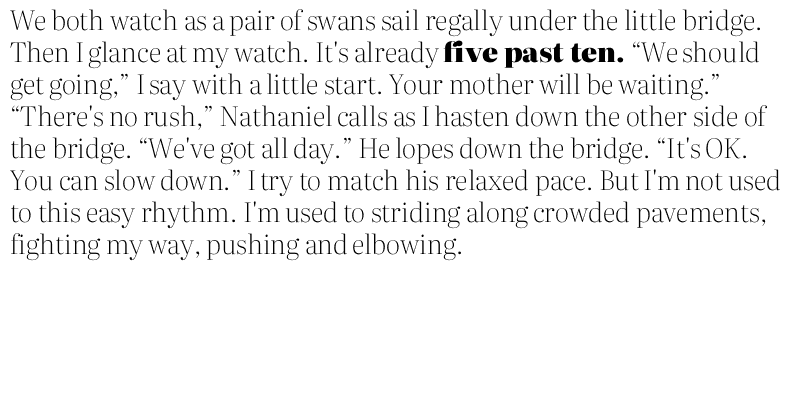 We both watch as a pair of swans sail regally under the little bridge.
Then I glance at my watch. It's already five past ten. “We should
get going,” I say with a little start. Your mother will be waiting.”
“There's no rush,” Nathaniel calls as I hasten down the other side of
the bridge. “We've got all day.” He lopes down the bridge. “It's OK.
You can slow down.” I try to match his relaxed pace. But I'm not used
to this easy rhythm. I'm used to striding along crowded pavements,
fighting my way, pushing and elbowing.